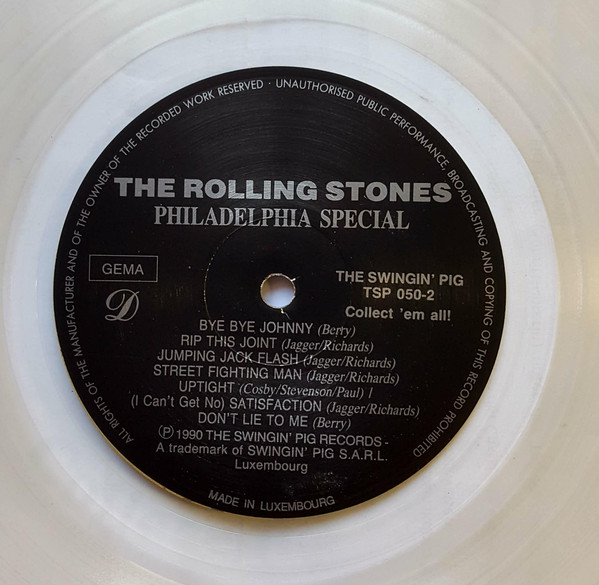 ALL RIGHTS OF THE MANUFACTURER AND OF THE OWNER OF THE RECORDED WORK RESERVED · UNAUTHORISED PUBLIC PERFORMANCE, BROADCASTING AND COPYING OF THIS RECORD PROHIBITED
THE ROLLING STONES
PHILADELPHIA SPECIAL
GEMA
D
THE SWINGIN' PIG
TSP 050-2
Collect 'em all!
BYE BYE JOHNNY (Berry)
RIP THIS JOINT (Jagger/Richards)
JUMPING JACK FLASH (Jagger/Richards)
STREET FIGHTING MAN (Jagger/Richards)
UPTIGHT (Cosby/Stevenson/Paul) /
(I Can't Get No) SATISFACTION (Jagger/Richards)
DON'T LIE TO ME (Berry)
Ⓟ 1990 THE SWINGIN' PIG RECORDS -
A trademark of SWINGIN' PIG S.A.R.L.
Luxembourg
MADE IN LUXEMBOURG